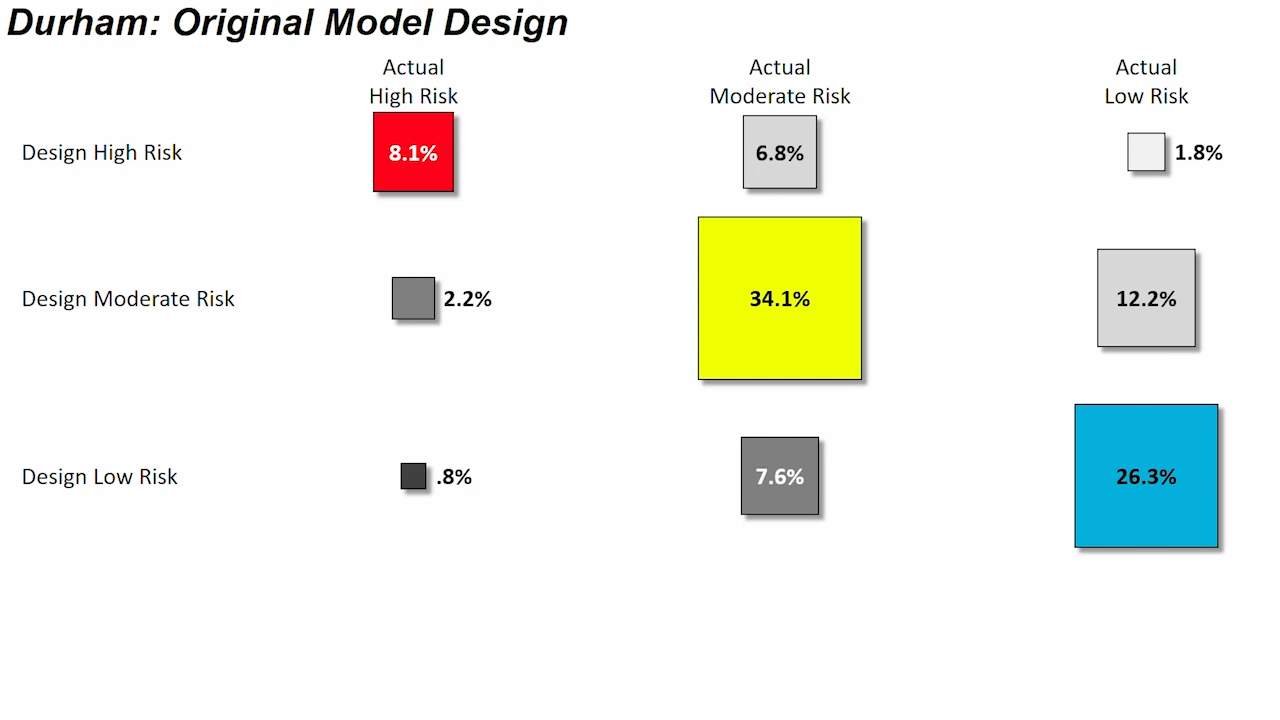 Durham: Original Model Design
Actual
High Risk
Actual
Moderate Risk
Actual
Low Risk
Design High Risk
8.1%
6.8%
1.8%
Design Moderate Risk
2.2%
34.1%
12.2%
Design Low Risk
.8%
7.6%
26.3%